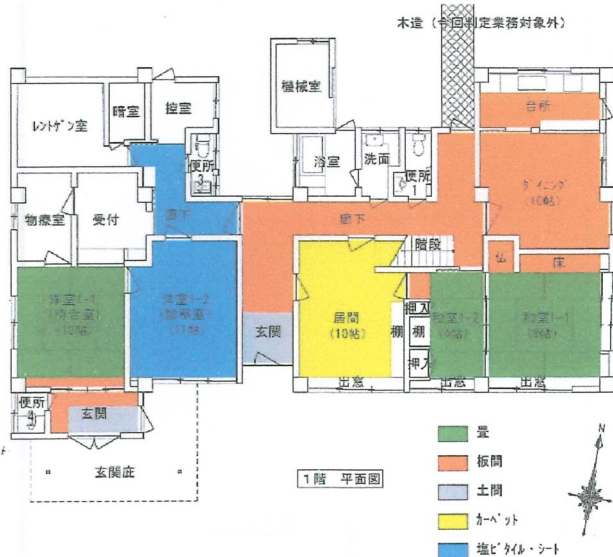 木造（今回判定業務対象外）
機械室
台所
レントゲン室
暗室
控室
便所
3
浴室
洗面
便所
1
ダイニング
(10帖)
物療室
受付
廊下
廊下
階段
仏
床
洋室1-1
(待合室)
洋室1-2
(診察室)
玄関
居間
(10帖)
棚
押入
棚
押入
和室1-2
和室1-1
(8帖)
出窓
出窓
出窓
便所
玄関
玄関庇
1階 平面図
畳
板間
土間
カーペット
塩ビタイル・シート
N